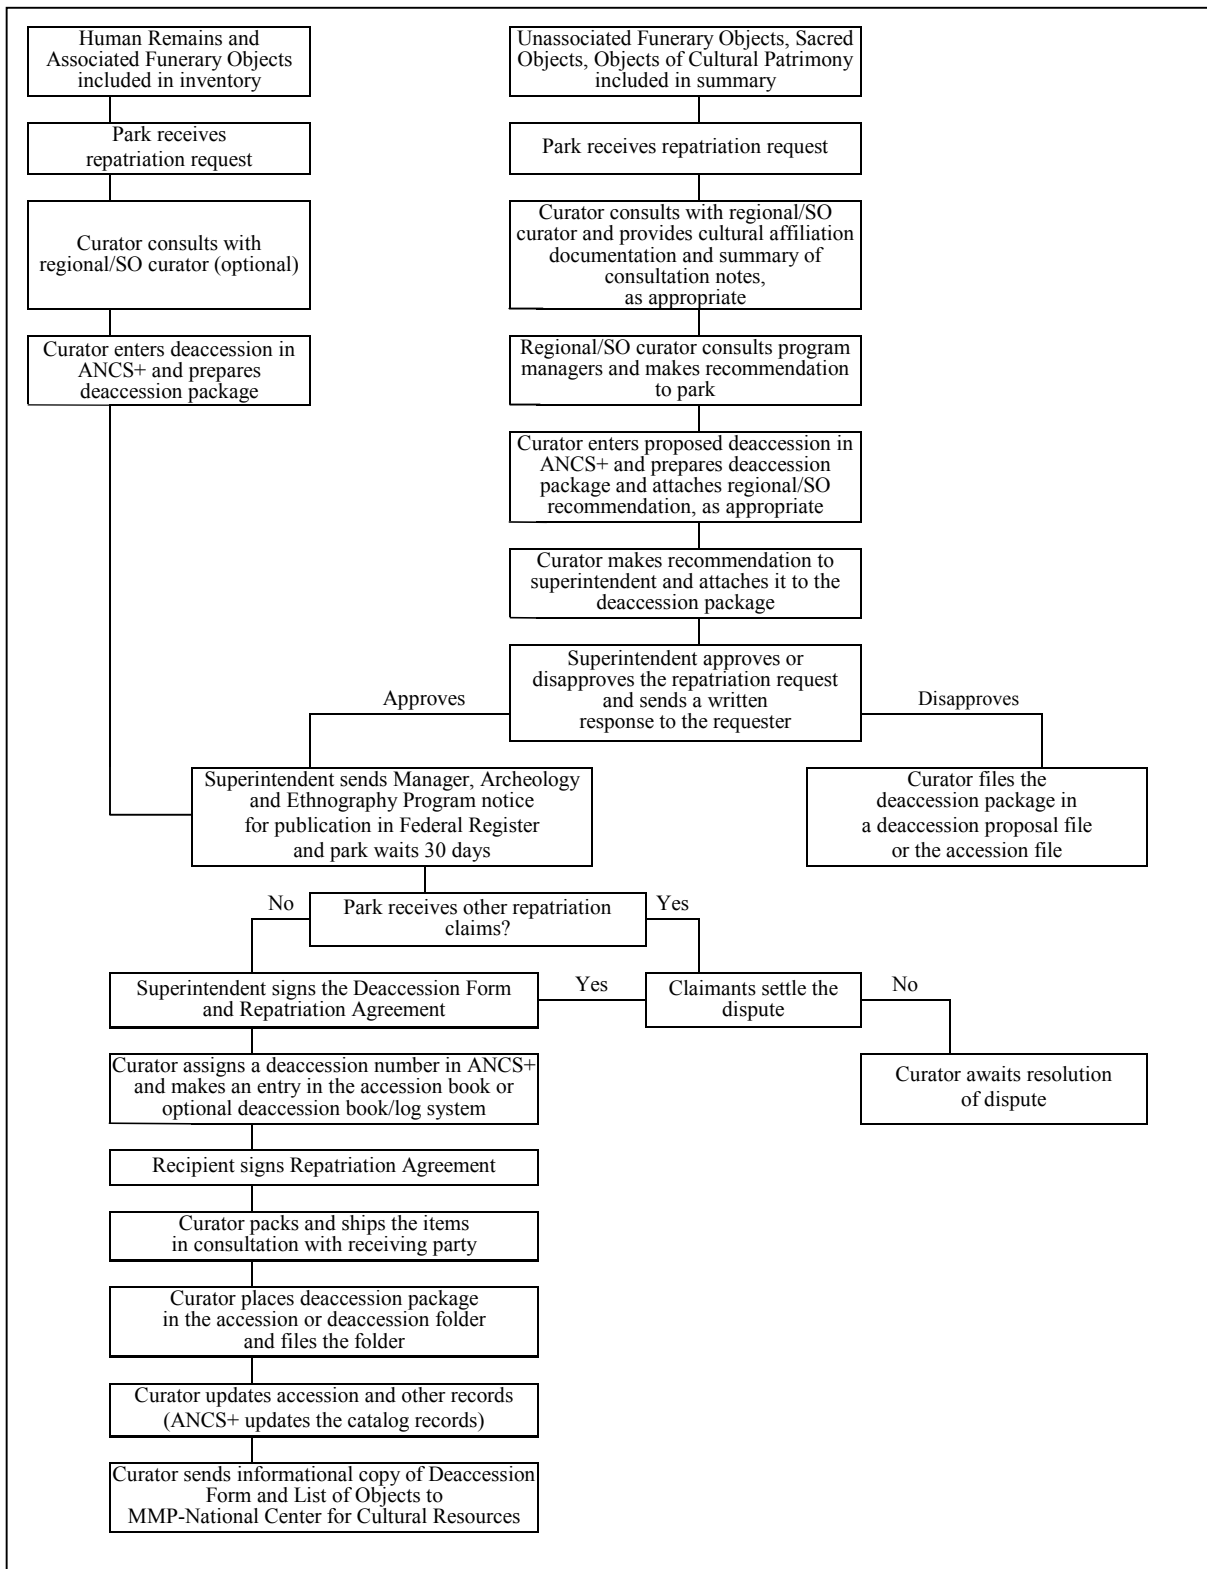 Human Remains and
Associated Funerary Objects
included in inventory
Park receives
repatriation request
Curator consults with
regional/SO curator (optional)
Curator enters deaccession in
ANCS+ and prepares
deaccession package
Unassociated Funerary Objects, Sacred
Objects, Objects of Cultural Patrimony
included in summary
Park receives repatriation request
Curator consults with regional/SO
curator and provides cultural affiliation
documentation and summary of
consultation notes,
as appropriate
Regional/SO curator consults program
managers and makes recommendation
to park
Curator enters proposed deaccession in
ANCS+ and prepares deaccession
package and attaches regional/SO
recommendation, as appropriate
Curator makes recommendation to
superintendent and attaches it to the
deaccession package
Superintendent approves or
disapproves the repatriation request
and sends a written
response to the requester
Approves
Disapproves
Superintendent sends Manager, Archeology
and Ethnography Program notice
for publication in Federal Register
and park waits 30 days
Curator files the
deaccession package in
a deaccession proposal file
or the accession file
No
Park receives other repatriation
claims?
Yes
Superintendent signs the Deaccession Form
and Repatriation Agreement
Yes
Claimants settle the
dispute
No
Curator assigns a deaccession number in ANCS+
and makes an entry in the accession book or
optional deaccession book/log system
Curator awaits resolution
of dispute
Recipient signs Repatriation Agreement
Curator packs and ships the items
in consultation with receiving party
Curator places deaccession package
in the accession or deaccession folder
and files the folder
Curator updates accession and other records
(ANCS+ updates the catalog records)
Curator sends informational copy of Deaccession
Form and List of Objects to
MMP-National Center for Cultural Resources